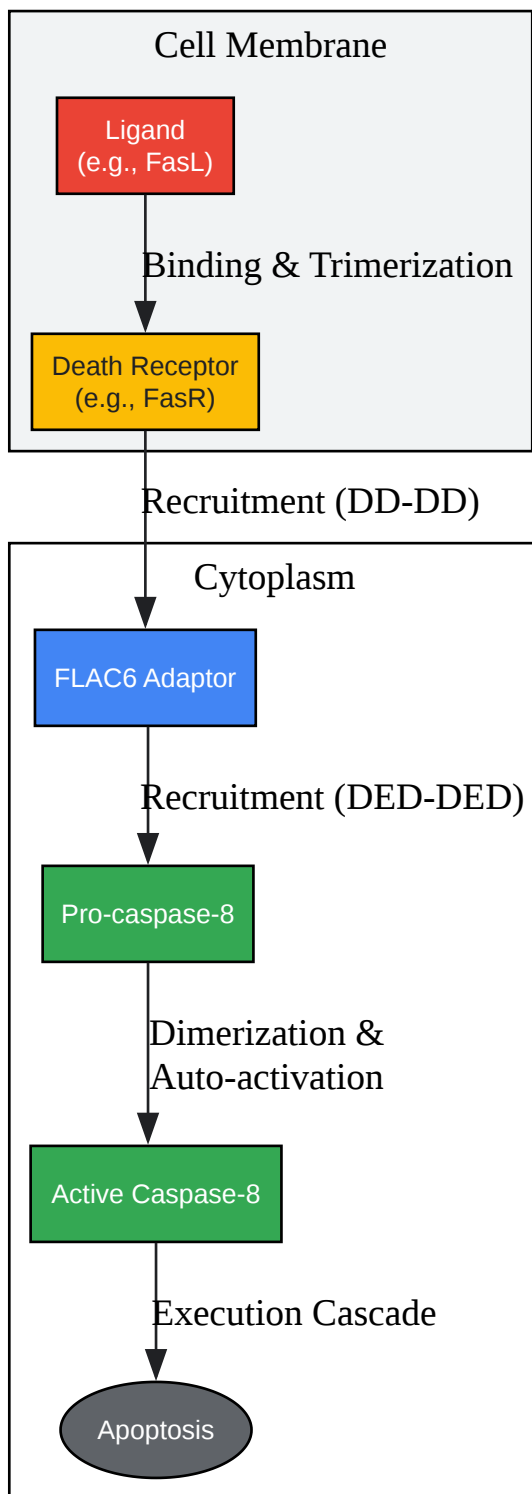 Cell Membrane
Ligand
(e.g., FasL)
Binding & Trimerization
Death Receptor
(e.g., FasR)
Recruitment (DD-DD)
Cytoplasm
FLAC6 Adaptor
Recruitment (DED-DED)
Pro-caspase-8
Dimerization &
Auto-activation
Active Caspase-8
Execution Cascade
Apoptosis